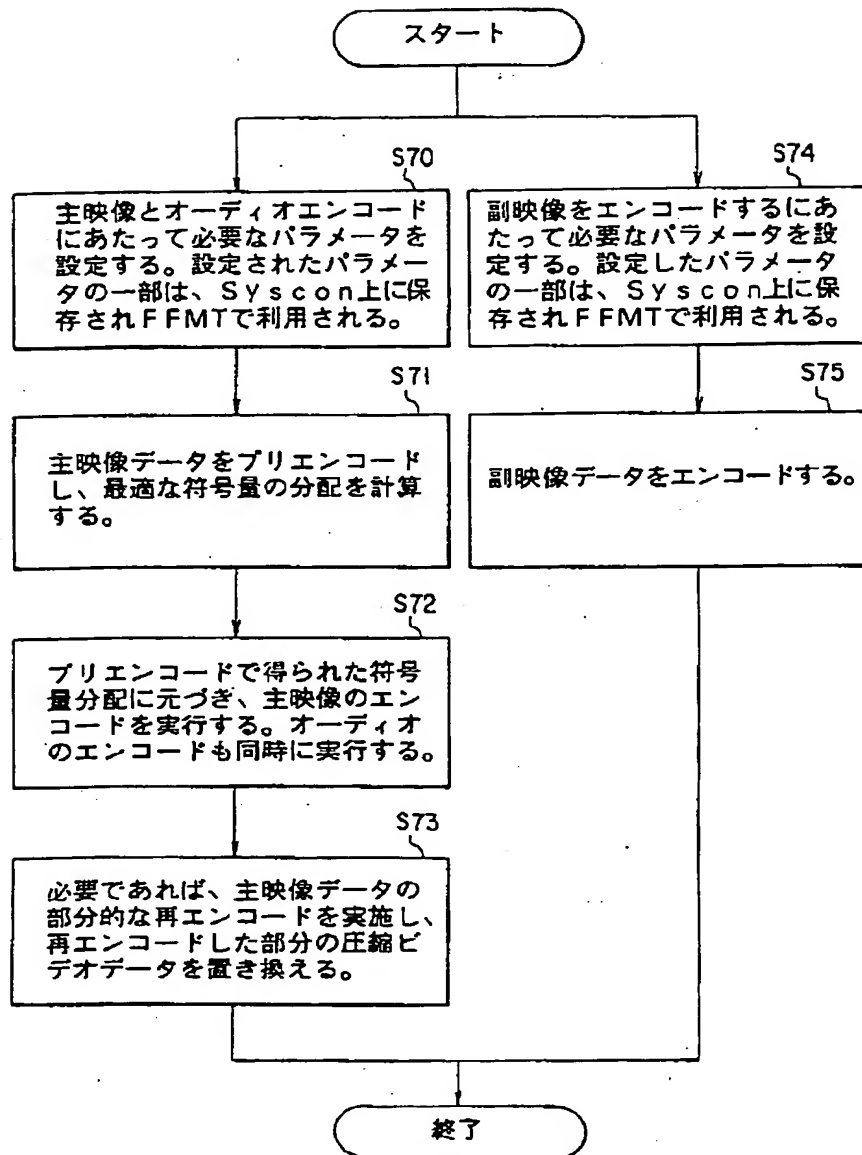 スタート
S70
主映像とオーディオエンコード
にあたって必要なパラメータを
設定する。設定されたパラメー
タの一部は、Syscon上に保
存されFFMTで利用される。
S71
主映像データをプリエンコード
し、最適な符号量の分配を計算
する。
S72
プリエンコードで得られた符号
量分配に元づき、主映像のエン
コードを実行する。オーディオ
のエンコードも同時に実行する。
S73
必要であれば、主映像データの
部分的な再エンコードを実施し、
再エンコードした部分の圧縮ビ
デオデータを置き換える。
S74
副映像をエンコードするにあ
たって必要なパラメータを設
定する。設定したパラメータ
の一部は、Syscon上に保
存されFFMTで利用される。
S75
副映像データをエンコードする。
終了